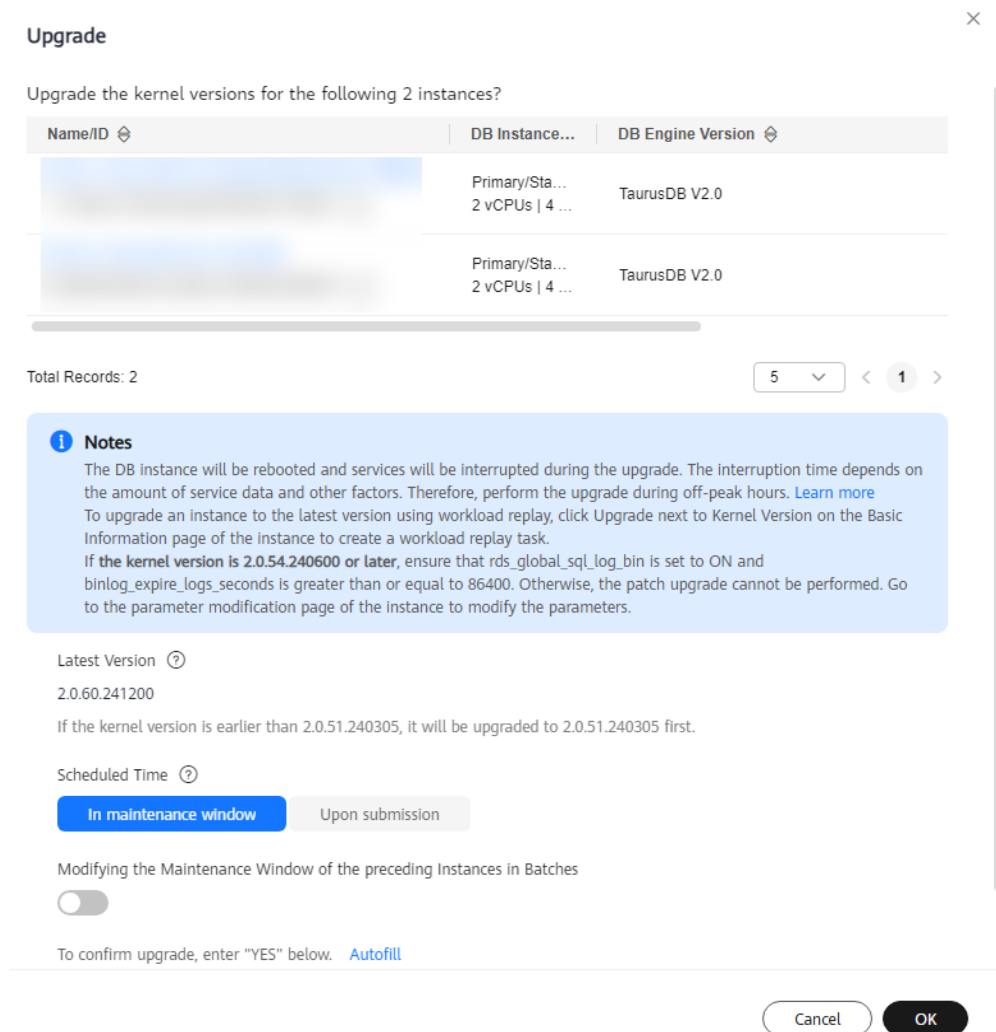 Upgrade
Upgrade the kernel versions for the following 2 instances?
Name/ID DB Instance... DB Engine Version
Primary/Sta...
2 vCPUs | 4 ...
TaurusDB V2.0
Primary/Sta...
2 vCPUs | 4 ...
TaurusDB V2.0
Total Records: 2
5 1
Notes
The DB instance will be rebooted and services will be interrupted during the upgrade. The interruption time depends on
the amount of service data and other factors. Therefore, perform the upgrade during off-peak hours. Learn more
To upgrade an instance to the latest version using workload replay, click Upgrade next to Kernel Version on the Basic
Information page of the instance to create a workload replay task.
If the kernel version is 2.0.54.240600 or later, ensure that rds_global_sql_log_bin is set to ON and
binlog_expire_logs_seconds is greater than or equal to 86400. Otherwise, the patch upgrade cannot be performed. Go
to the parameter modification page of the instance to modify the parameters.
Latest Version
2.0.60.241200
If the kernel version is earlier than 2.0.51.240305, it will be upgraded to 2.0.51.240305 first.
Scheduled Time
In maintenance window Upon submission
Modifying the Maintenance Window of the preceding Instances in Batches
To confirm upgrade, enter "YES" below. Autofill
Cancel OK